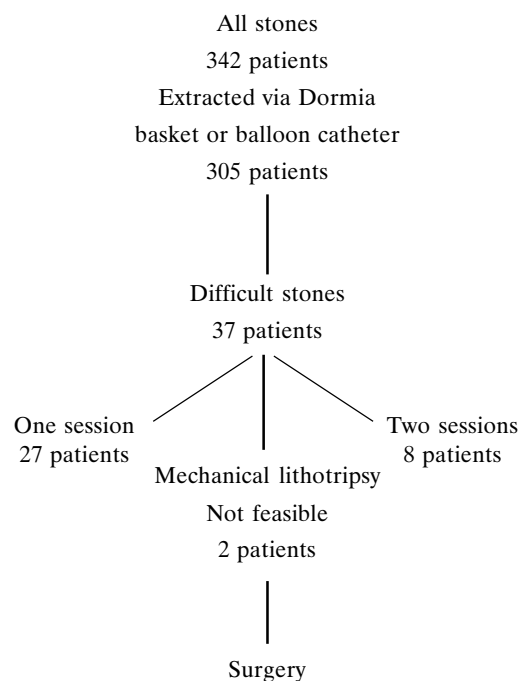 All stones
342 patients
Extracted via Dormia
basket or balloon catheter
305 patients
Difficult stones
37 patients
One session
27 patients
Two sessions
8 patients
Mechanical lithotripsy
Not feasible
2 patients
Surgery